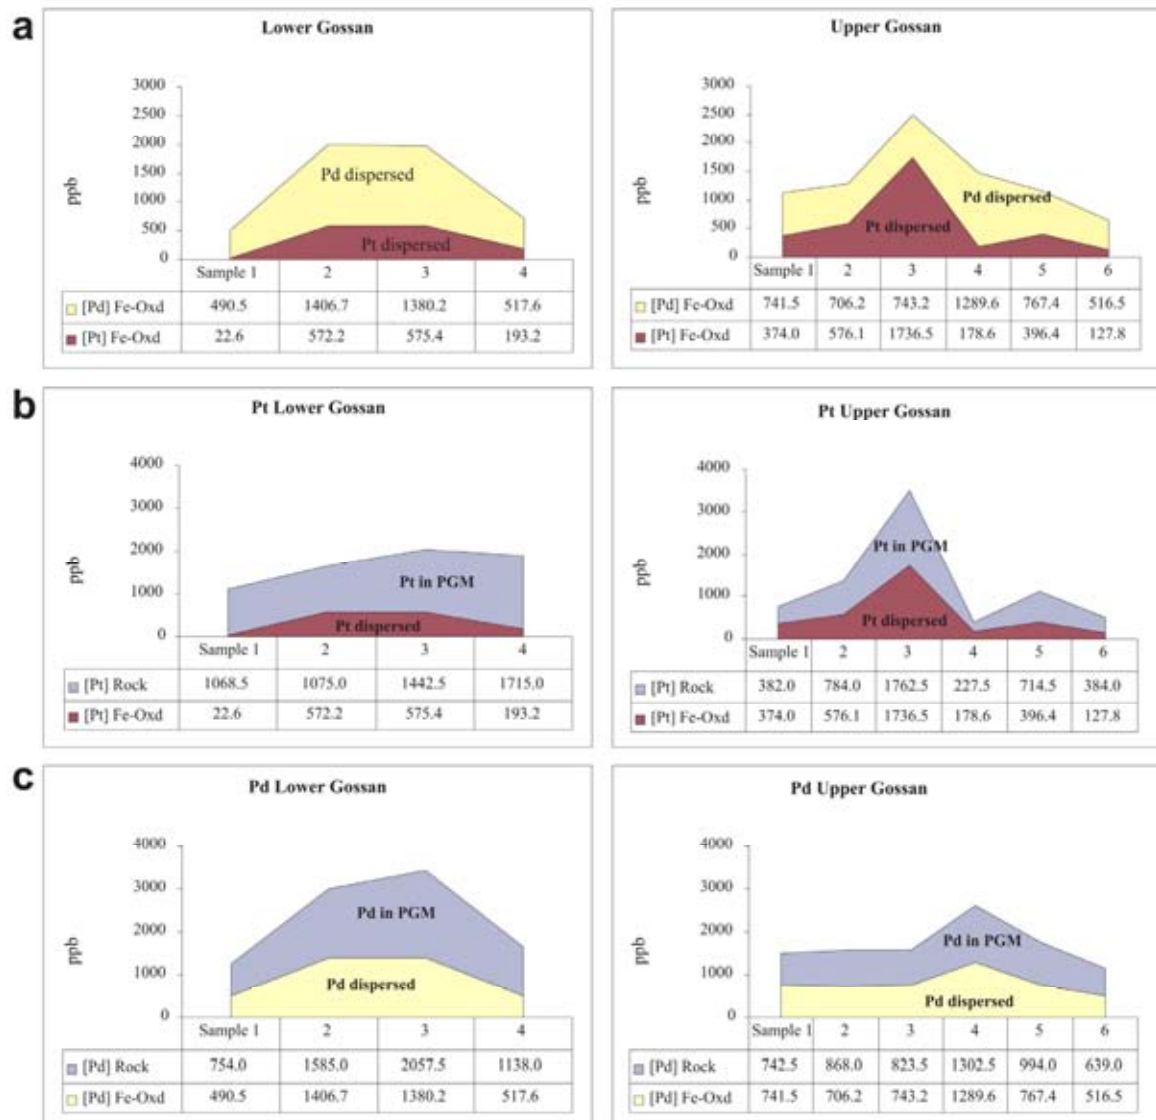 a
Lower Gossan
3000
2500
2000
1500
1000
500
0
ppb
Pd dispersed
Pt dispersed
Sample 1 2 3 4
[Pd] Fe-Oxd 490.5 1406.7 1380.2 517.6
[Pt] Fe-Oxd 22.6 572.2 575.4 193.2
Upper Gossan
3000
2500
2000
1500
1000
500
0
ppb
Pd dispersed
Pt dispersed
Sample 1 2 3 4 5 6
[Pd] Fe-Oxd 741.5 706.2 743.2 1289.6 767.4 516.5
[Pt] Fe-Oxd 374.0 576.1 1736.5 178.6 396.4 127.8
b
Pt Lower Gossan
4000
3000
2000
1000
0
ppb
Pt in PGM
Pt dispersed
Sample 1 2 3 4
[Pt] Rock 1068.5 1075.0 1442.5 1715.0
[Pt] Fe-Oxd 22.6 572.2 575.4 193.2
Pt Upper Gossan
4000
3000
2000
1000
0
ppb
Pt in PGM
Pt dispersed
Sample 1 2 3 4 5 6
[Pt] Rock 382.0 784.0 1762.5 227.5 714.5 384.0
[Pt] Fe-Oxd 374.0 576.1 1736.5 178.6 396.4 127.8
c
Pd Lower Gossan
4000
3000
2000
1000
0
ppb
Pd in PGM
Pd dispersed
Sample 1 2 3 4
[Pd] Rock 754.0 1585.0 2057.5 1138.0
[Pd] Fe-Oxd 490.5 1406.7 1380.2 517.6
Pd Upper Gossan
4000
3000
2000
1000
0
ppb
Pd in PGM
Pd dispersed
Sample 1 2 3 4 5 6
[Pd] Rock 742.5 868.0 823.5 1302.5 994.0 639.0
[Pd] Fe-Oxd 741.5 706.2 743.2 1289.6 767.4 516.5